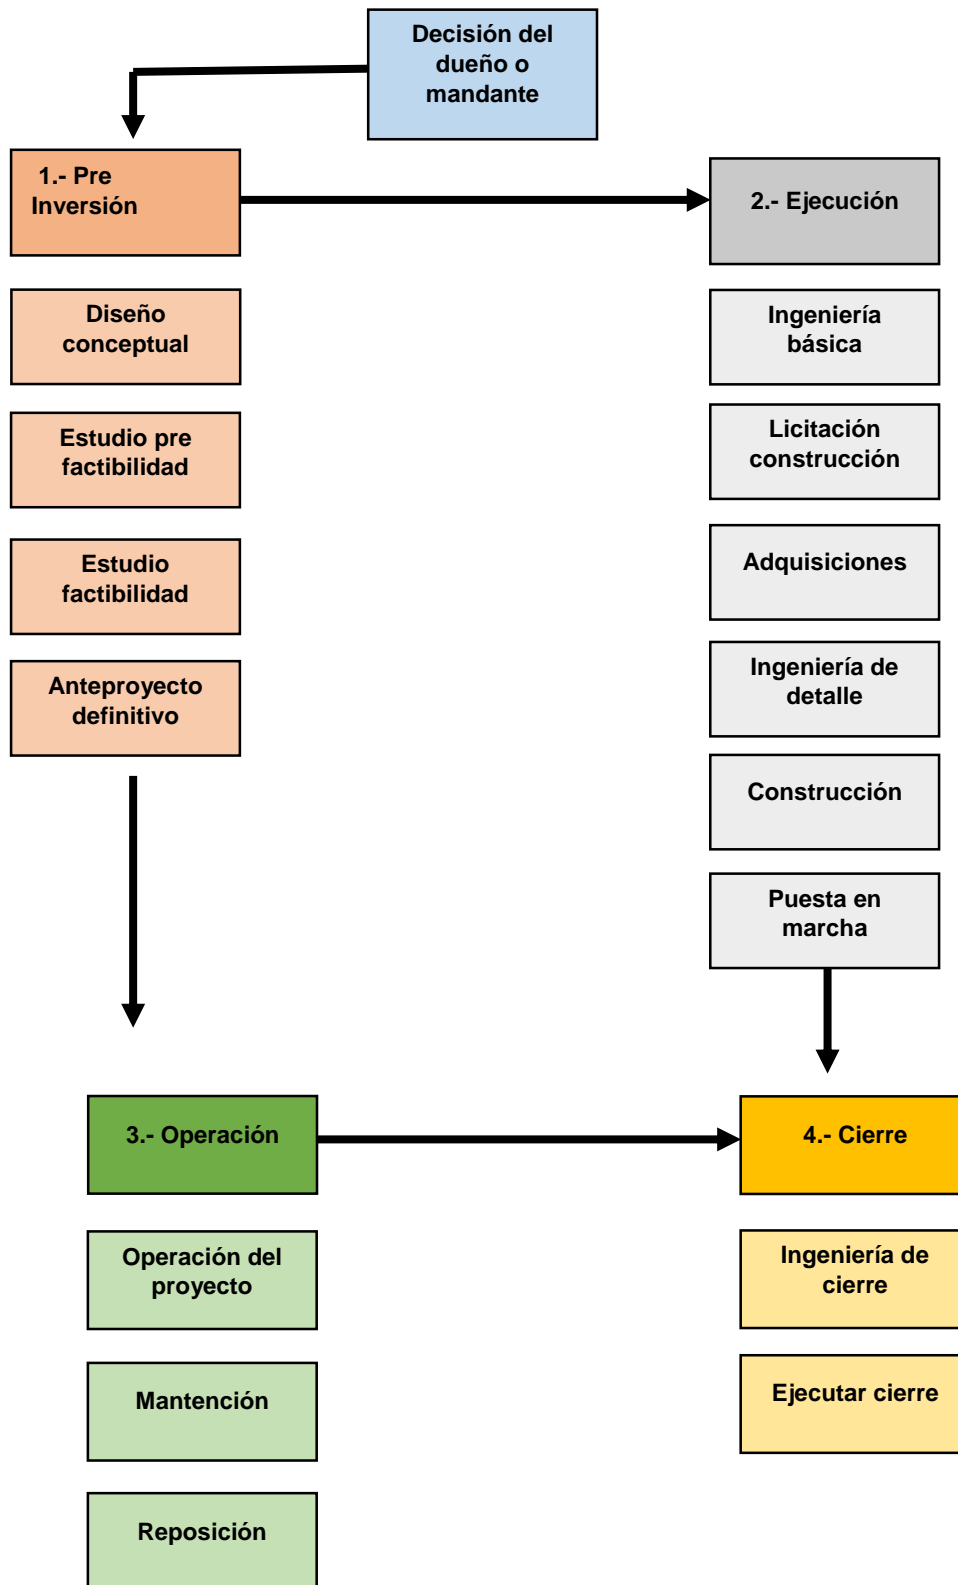 Decisión del
dueño o
mandante
1.- Pre
Inversión
2.- Ejecución
Diseño
conceptual
Ingeniería
básica
Estudio pre
factibilidad
Licitación
construcción
Estudio
factibilidad
Adquisiciones
Anteproyecto
definitivo
Ingeniería de
detalle
Construcción
Puesta en
marcha
3.- Operación
4.- Cierre
Operación del
proyecto
Ingeniería de
cierre
Mantención
Ejecutar cierre
Reposición